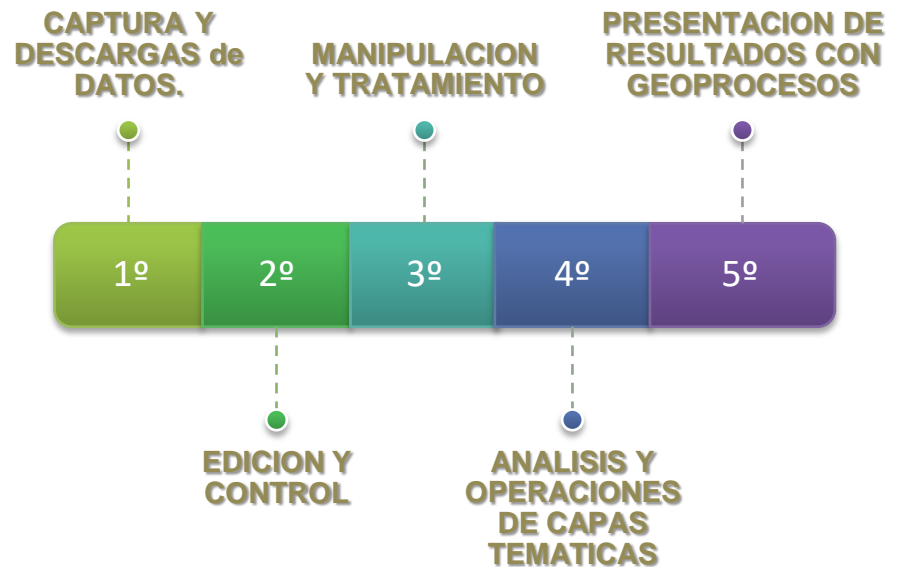 CAPTURA Y
DESCARGAS de
DATOS.
MANIPULACION
Y TRATAMIENTO
PRESENTACION DE
RESULTADOS CON
GEOPROCESOS
1º
2º
3º
4º
5º
EDICION Y
CONTROL
ANALISIS Y
OPERACIONES
DE CAPAS
TEMATICAS